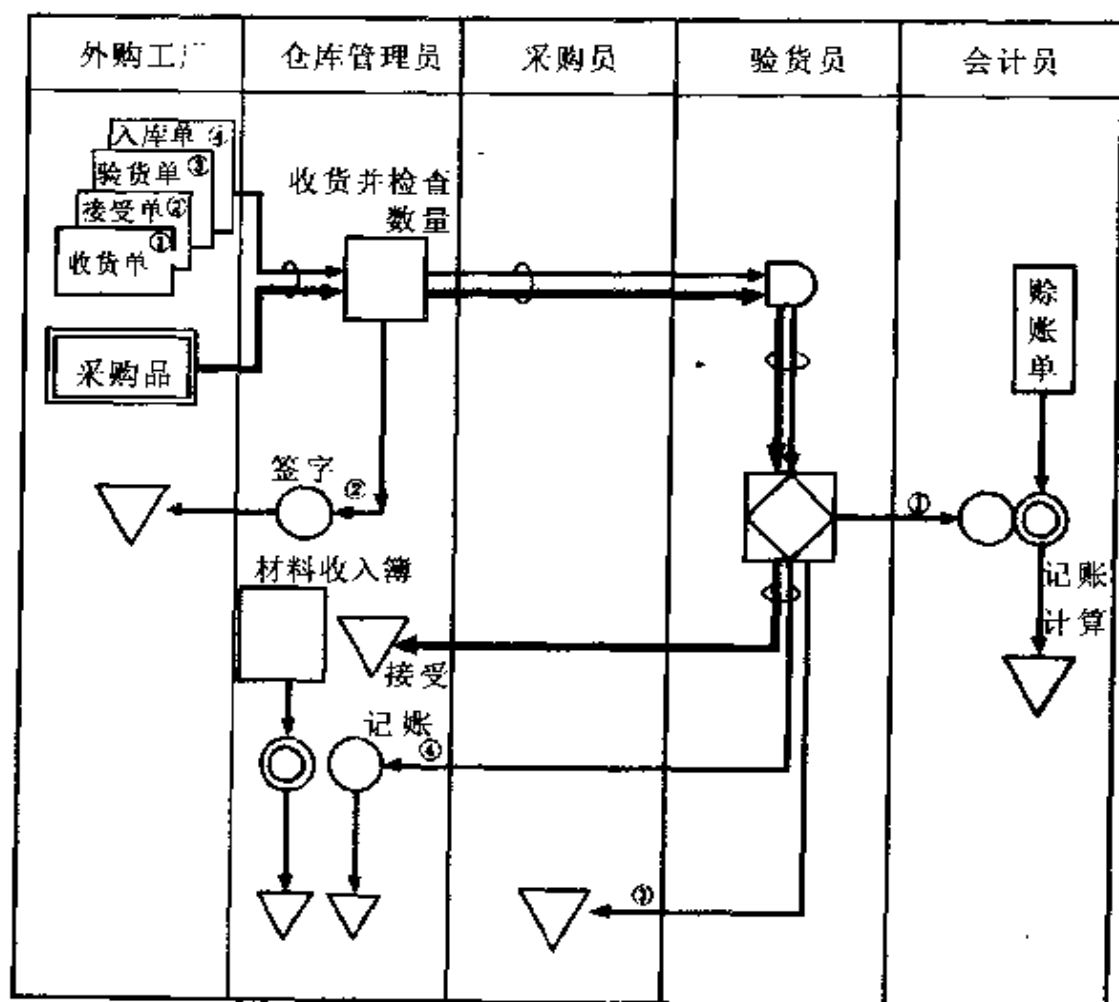 外购工厂
仓库管理员
采购员
验货员
会计员
入库单④
验货单③
接受单②
收货单①
采购品
收货并检查
数量
赊账单
签字
②
①
材料收入簿
记账
计算
接受
记账
④
③